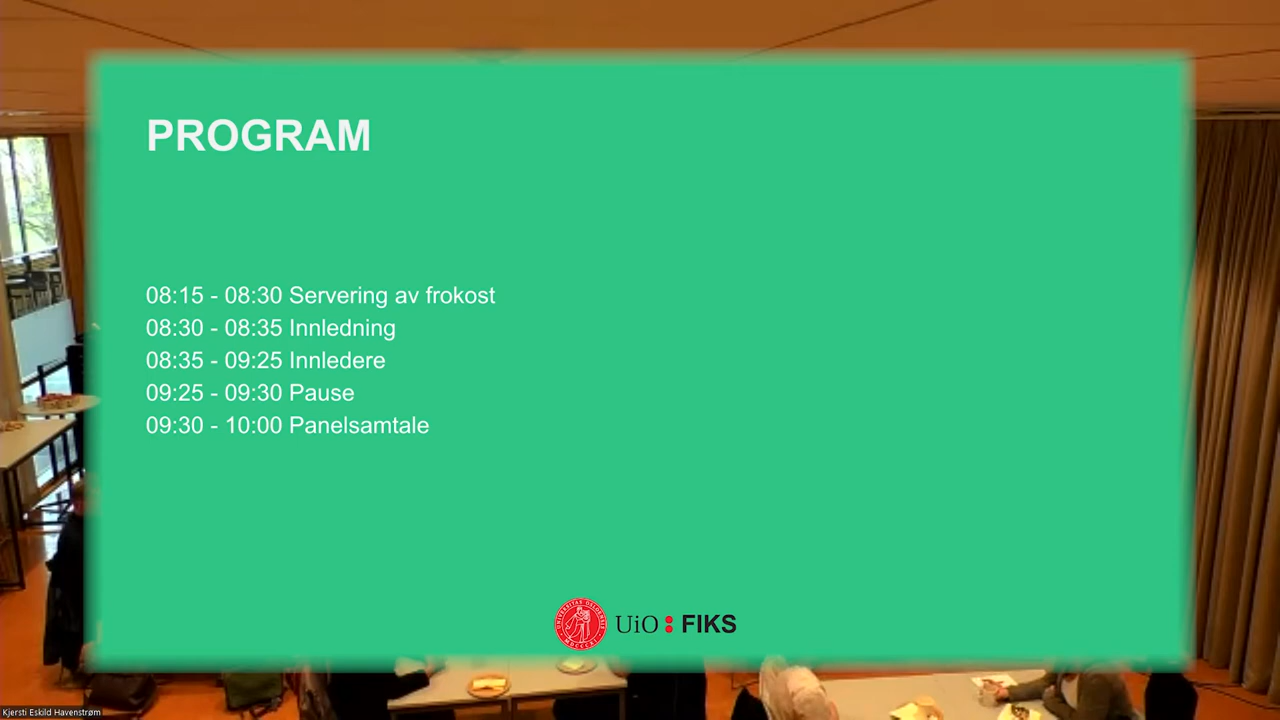 PROGRAM
08:15 - 08:30 Servering av frokost
08:30 - 08:35 Innledning
08:35 - 09:25 Innledere
09:25 - 09:30 Pause
09:30 - 10:00 Panelsamtale
UiO : FIKS
Kjersti Eskild Havenstrøm